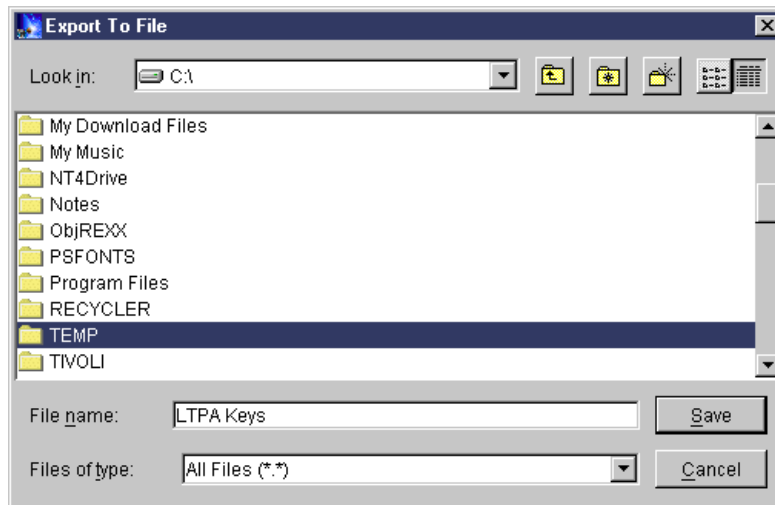 Export To File
Look in: C:\
My Download Files
My Music
NT4Drive
Notes
ObjREXX
PSFONTS
Program Files
RECYCLER
TEMP
TIVOLI
File name: LTPA Keys Save
Files of type: All Files (*.*) Cancel